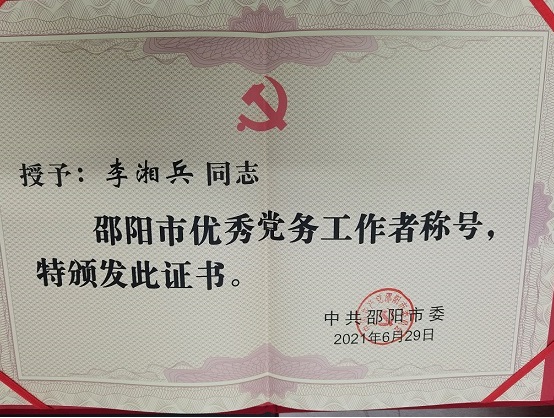 授予：李湘兵同志
邵阳市优秀党务工作者称号，
特颁发此证书。
中共邵阳市委
2021年6月29日